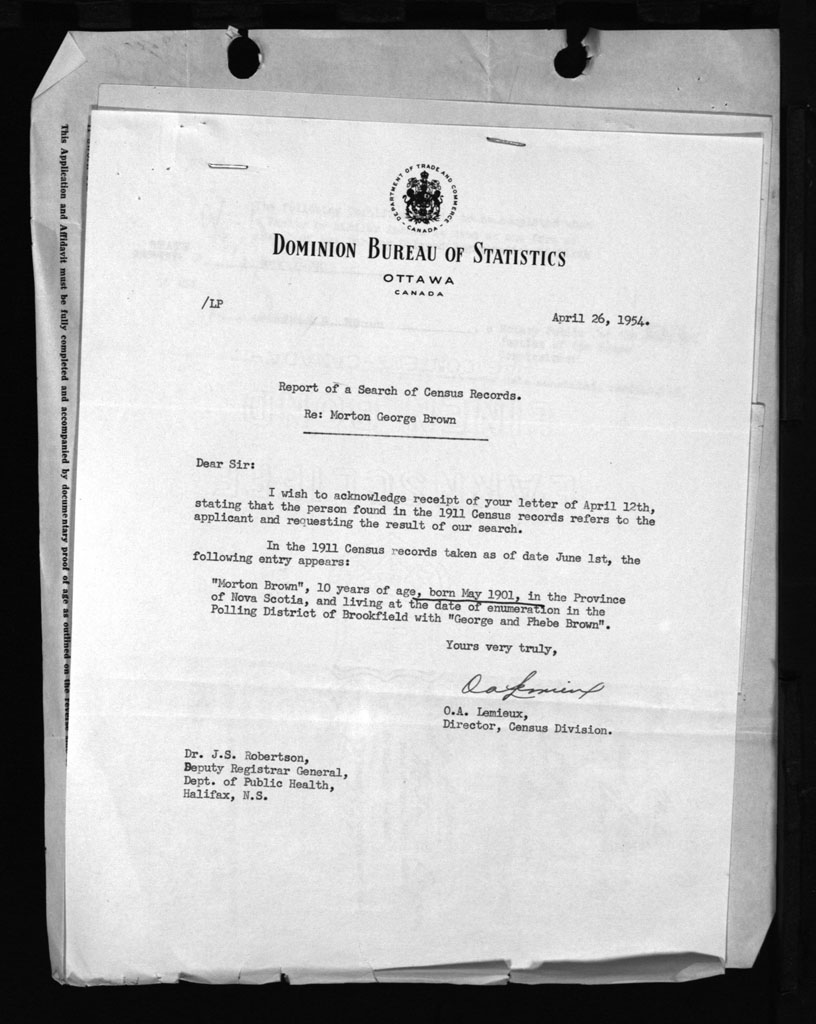 DEPARTMENT OF TRADE AND COMMERCE
CANADA
DOMINION BUREAU OF STATISTICS
OTTAWA
CANADA
/LP
April 26, 1954.
Report of a Search of Census Records.
Re: Morton George Brown
Dear Sir:
I wish to acknowledge receipt of your letter of April 12th,
stating that the person found in the 1911 Census records refers to the
applicant and requesting the result of our search.
In the 1911 Census records taken as of date June 1st, the
following entry appears:
"Morton Brown", 10 years of age, born May 1901, in the Province
of Nova Scotia, and living at the date of enumeration in the
Polling District of Brookfield with "George and Phebe Brown".
Yours very truly,
O.A. Lemieux
O.A. Lemieux,
Director, Census Division.
Dr. J.S. Robertson,
Deputy Registrar General,
Dept. of Public Health,
Halifax, N.S.
This Application and Affidavit must be fully completed and accompanied by documentary proof of age as outlined on the reverse